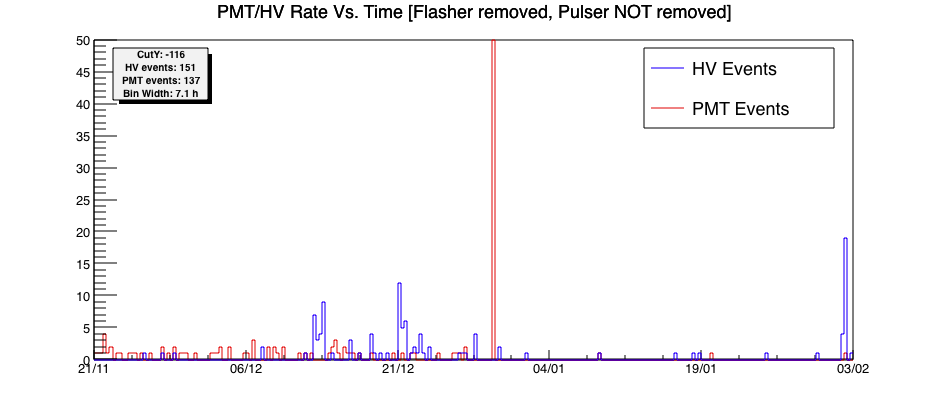 PMT/HV Rate Vs. Time [Flasher removed, Pulser NOT removed]
CutY: -116
HV events: 151
PMT events: 137
Bin Width: 7.1 h
HV Events
PMT Events
50
45
40
35
30
25
20
15
10
5
0
21/11
06/12
21/12
04/01
19/01
03/02